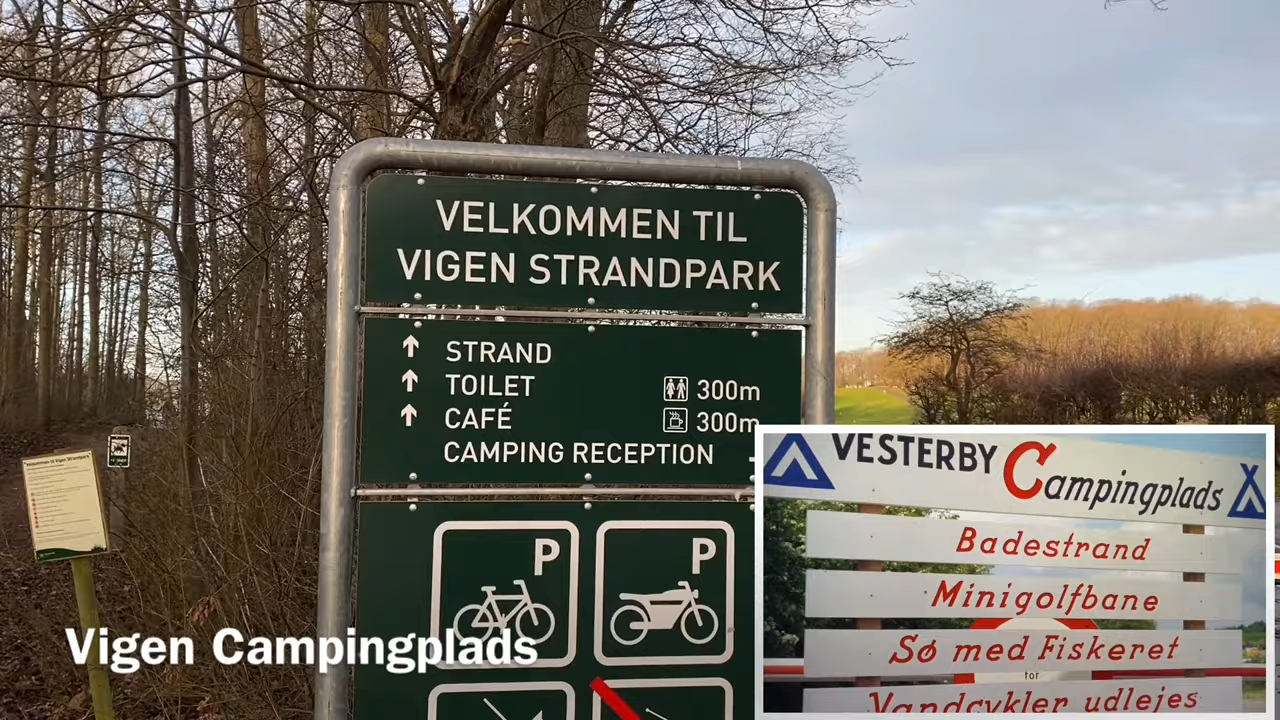 VELKOMMEN TIL
VIGEN STRANDPARK
STRAND
TOILET 300m
CAFÉ 300m
CAMPING RECEPTION
P P
Vigen Campingplads
VESTERBY Campingplads
Badestrand
Minigolfbane
Sø med Fiskeret
for
Vandcykler udlejes